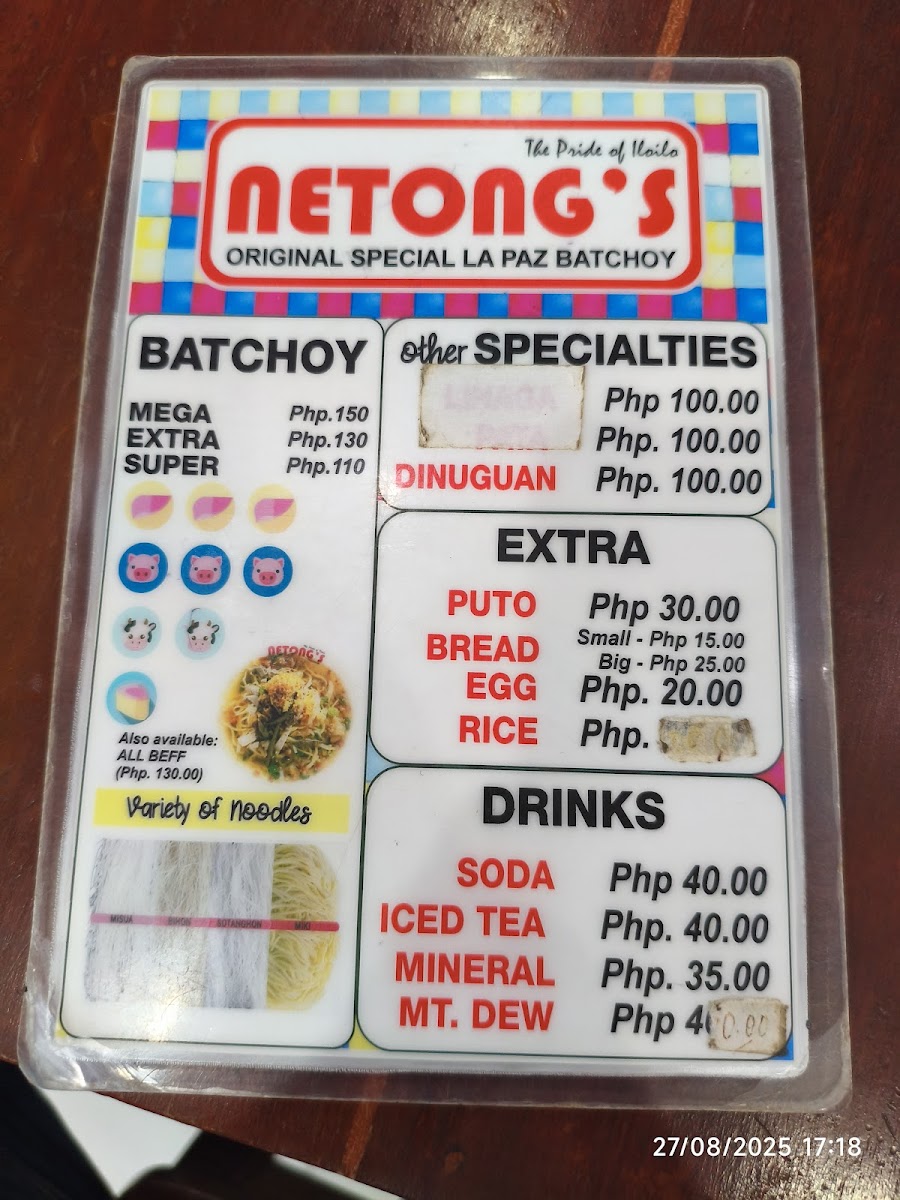 The Pride of Iloilo
NETONG'S
ORIGINAL SPECIAL LA PAZ BATCHOY
BATCHOY
MEGA Php.150
EXTRA Php.130
SUPER Php.110
NETONG'S
Also available:
ALL BEFF
(Php. 130.00)
Variety of Noodles
MISUA BIHON SOTANGHON MIKI
other SPECIALTIES
Php 100.00
Php. 100.00
DINUGUAN Php. 100.00
EXTRA
PUTO Php 30.00
BREAD Small - Php 15.00
Big - Php 25.00
EGG Php. 20.00
RICE Php.
DRINKS
SODA Php 40.00
ICED TEA Php. 40.00
MINERAL Php. 35.00
MT. DEW Php 40.00
27/08/2025 17:18